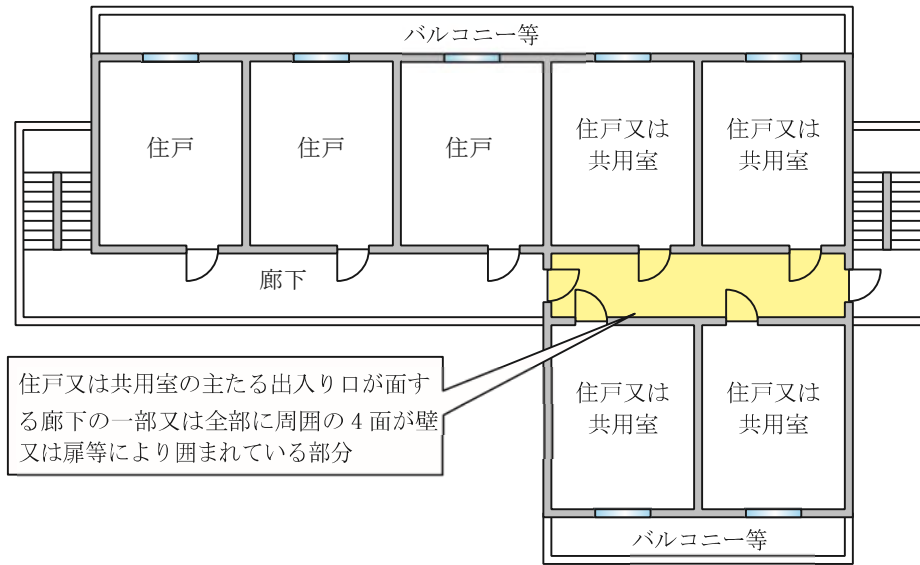 バルコニー等
住戸
住戸
住戸
住戸又は
共用室
住戸又は
共用室
廊下
住戸又は共用室の主たる出入り口が面す
る廊下の一部又は全部に周囲の4面が壁
又は扉等により囲まれている部分
住戸又は
共用室
住戸又は
共用室
バルコニー等